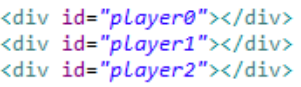 <div id="player0"></div>
<div id="player1"></div>
<div id="player2"></div>